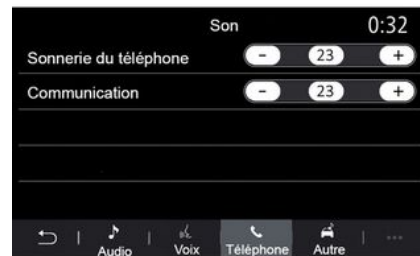 Son 0:32
Sonnerie du téléphone - 23 +
Communication - 23 +
Audio Voix Téléphone Autre